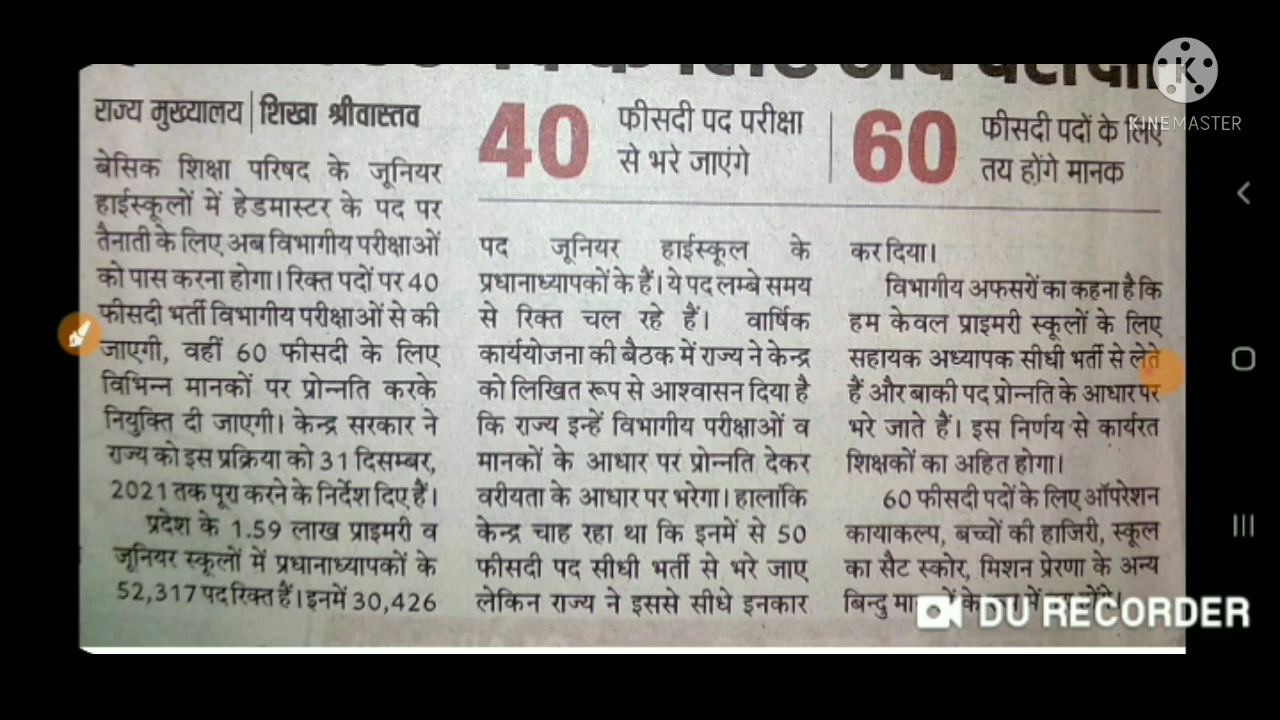 राज्य मुख्यालय | शिखा श्रीवास्तव
बेसिक शिक्षा परिषद के जूनियर
हाईस्कूलों में हेडमास्टर के पद पर
तैनाती के लिए अब विभागीय परीक्षाओं
को पास करना होगा। रिक्त पदों पर 40
फीसदी भर्ती विभागीय परीक्षाओं से की
जाएगी, वहीं 60 फीसदी के लिए
विभिन्न मानकों पर प्रोन्नति करके
नियुक्ति दी जाएगी। केन्द्र सरकार ने
राज्य को इस प्रक्रिया को 31 दिसम्बर,
2021 तक पूरा करने के निर्देश दिए हैं।
प्रदेश के 1.59 लाख प्राइमरी व
जूनियर स्कूलों में प्रधानाध्यापकों के
52,317 पद रिक्त हैं। इनमें 30,426
40 फीसदी पद परीक्षा
से भरे जाएंगे
60 फीसदी पदों के लिए
तय होंगे मानक
पद जूनियर हाईस्कूल के
प्रधानाध्यापकों के हैं। ये पद लम्बे समय
से रिक्त चल रहे हैं। वार्षिक
कार्ययोजना की बैठक में राज्य ने केन्द्र
को लिखित रूप से आश्वासन दिया है
कि राज्य इन्हें विभागीय परीक्षाओं व
मानकों के आधार पर प्रोन्नति देकर
वरीयता के आधार पर भरेगा। हालांकि
केन्द्र चाह रहा था कि इनमें से 50
फीसदी पद सीधी भर्ती से भरे जाए
लेकिन राज्य ने इससे सीधे इनकार
कर दिया।
विभागीय अफसरों का कहना है कि
हम केवल प्राइमरी स्कूलों के लिए
सहायक अध्यापक सीधी भर्ती से लेते
हैं और बाकी पद प्रोन्नति के आधार पर
भरे जाते हैं। इस निर्णय से कार्यरत
शिक्षकों का अहित होगा।
60 फीसदी पदों के लिए ऑपरेशन
कायाकल्प, बच्चों की हाजिरी, स्कूल
का सैट स्कोर, मिशन प्रेरणा के अन्य
बिन्दु
KINEMASTER
DU RECORDER